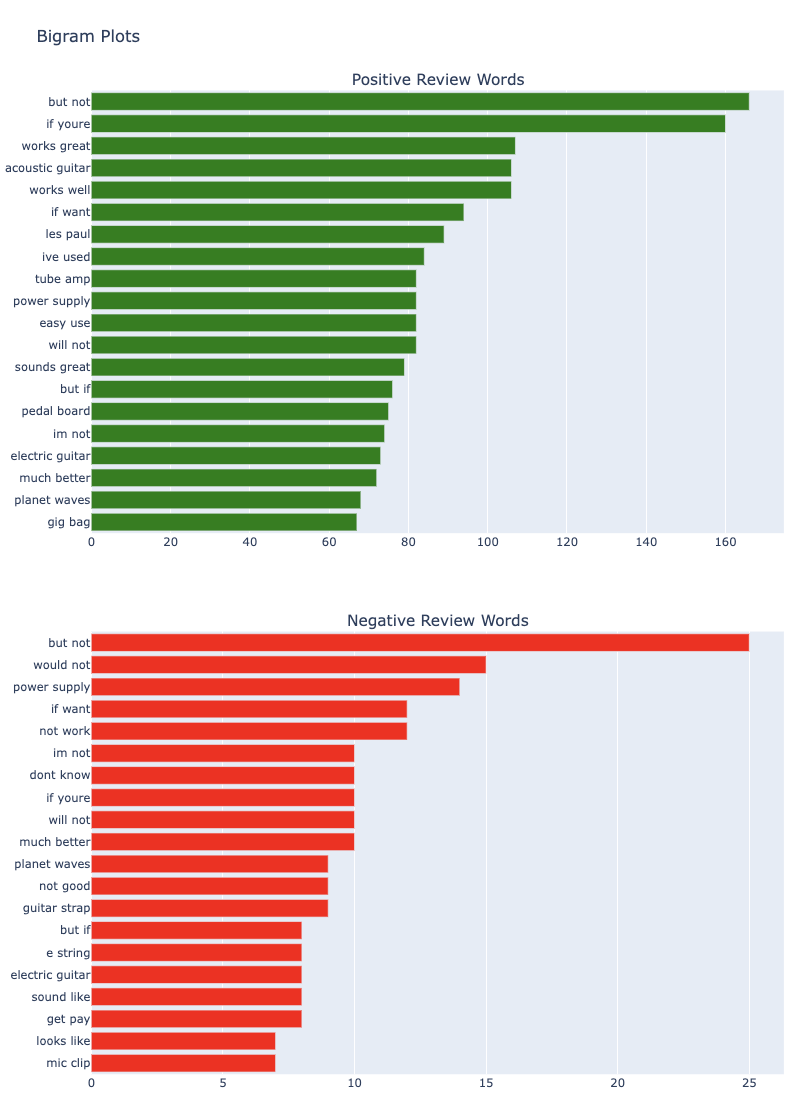 Bigram Plots
Positive Review Words
but not
if youre
works great
acoustic guitar
works well
if want
les paul
ive used
tube amp
power supply
easy use
will not
sounds great
but if
pedal board
im not
electric guitar
much better
planet waves
gig bag
0 20 40 60 80 100 120 140 160
Negative Review Words
but not
would not
power supply
if want
not work
im not
dont know
if youre
will not
much better
planet waves
not good
guitar strap
but if
e string
electric guitar
sound like
get pay
looks like
mic clip
0 5 10 15 20 25